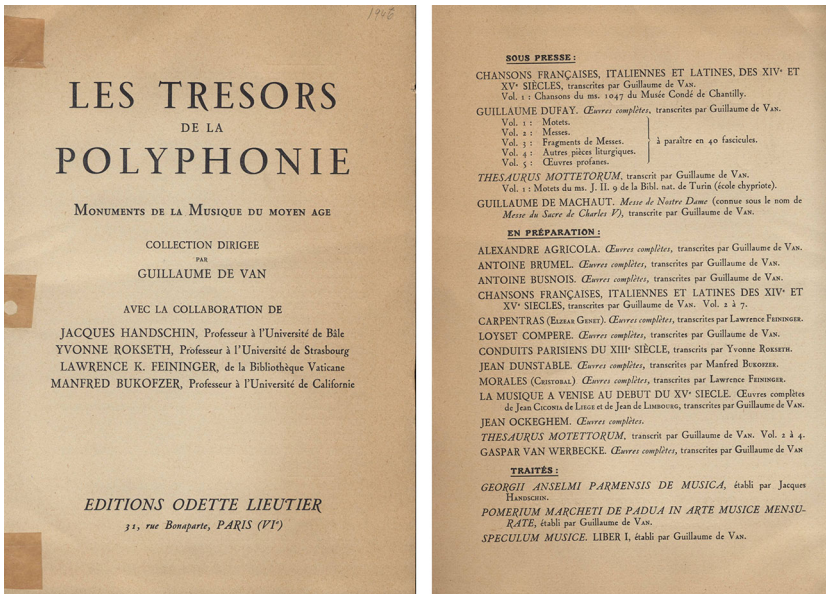 1946
LES TRESORS
DE LA
POLYPHONIE
MONUMENTS DE LA MUSIQUE DU MOYEN AGE
COLLECTION DIRIGEE
PAR
GUILLAUME DE VAN
AVEC LA COLLABORATION DE
JACQUES HANDSCHIN, Professeur à l'Université de Bâle
YVONNE ROKSETH, Professeur à l'Université de Strasbourg
LAWRENCE K. FEININGER, de la Bibliothèque Vaticane
MANFRED BUKOFZER, Professeur à l'Université de Californie
EDITIONS ODETTE LIEUTIER
31, rue Bonaparte, PARIS (VIe)
SOUS PRESSE :
CHANSONS FRANÇAISES, ITALIENNES ET LATINES, DES XIVe ET
XVe SIÈCLES, transcrites par Guillaume de VAN.
Vol. 1 : Chansons du ms. 1047 du Musée Condé de Chantilly.
GUILLAUME DUFAY. Œuvres complètes, transcrites par Guillaume de VAN.
Vol. 1 : Motets.
Vol. 2 : Messes.
Vol. 3 : Fragments de Messes. à paraître en 40 fascicules.
Vol. 4 : Autres pièces liturgiques.
Vol. 5 : Œuvres profanes.
THESAURUS MOTTETORUM, transcrit par Guillaume de VAN.
Vol. 1 : Motets du ms. J. II. 9 de la Bibl. nat. de Turin (école chypriote).
GUILLAUME DE MACHAUT. Messe de Nostre Dame (connue sous le nom de
Messe du Sacre de Charles V), transcrite par Guillaume de VAN.
EN PRÉPARATION :
ALEXANDRE AGRICOLA. Œuvres complètes, transcrites par Guillaume de VAN.
ANTOINE BRUMEL. Œuvres complètes, transcrites par Guillaume de VAN.
ANTOINE BUSNOIS. Œuvres complètes, transcrites par Guillaume de VAN.
CHANSONS FRANÇAISES, ITALIENNES ET LATINES DES XIVe ET
XVe SIECLES, transcrites par Guillaume de VAN. Vol. 2 à 7.
CARPENTRAS (ELZEAR GENET). Œuvres complètes, transcrites par Lawrence FEININGER.
LOYSET COMPERE. Œuvres complètes, transcrites par Guillaume de VAN.
CONDUITS PARISIENS DU XIIIe SIÈCLE, transcrits par Yvonne ROKSETH.
JEAN DUNSTABLE. Œuvres complètes, transcrites par Manfred BUKOFZER.
MORALES (CRISTOBAL) Œuvres complètes, transcrites par Lawrence FEININGER.
LA MUSIQUE A VENISE AU DEBUT DU XVe SIECLE. Œuvres complètes
de Jean CICONIA de LIEGE et de Jean de LIMBOURG, transcrites par Guillaume de VAN.
JEAN OCKEGHEM. Œuvres complètes.
THESAURUS MOTETTORUM, transcrit par Guillaume de VAN. Vol. 2 à 4.
GASPAR VAN WERBECKE. Œuvres complètes, transcrites par Guillaume de VAN
TRAITÉS :
GEORGII ANSELMI PARMENSIS DE MUSICA, établi par Jacques
HANDSCHIN.
POMERIUM MARCHETI DE PADUA IN ARTE MUSICE MENSU-
RATE, établi par Guillaume de VAN.
SPECULUM MUSICE. LIBER I, établi par Guillaume de VAN.